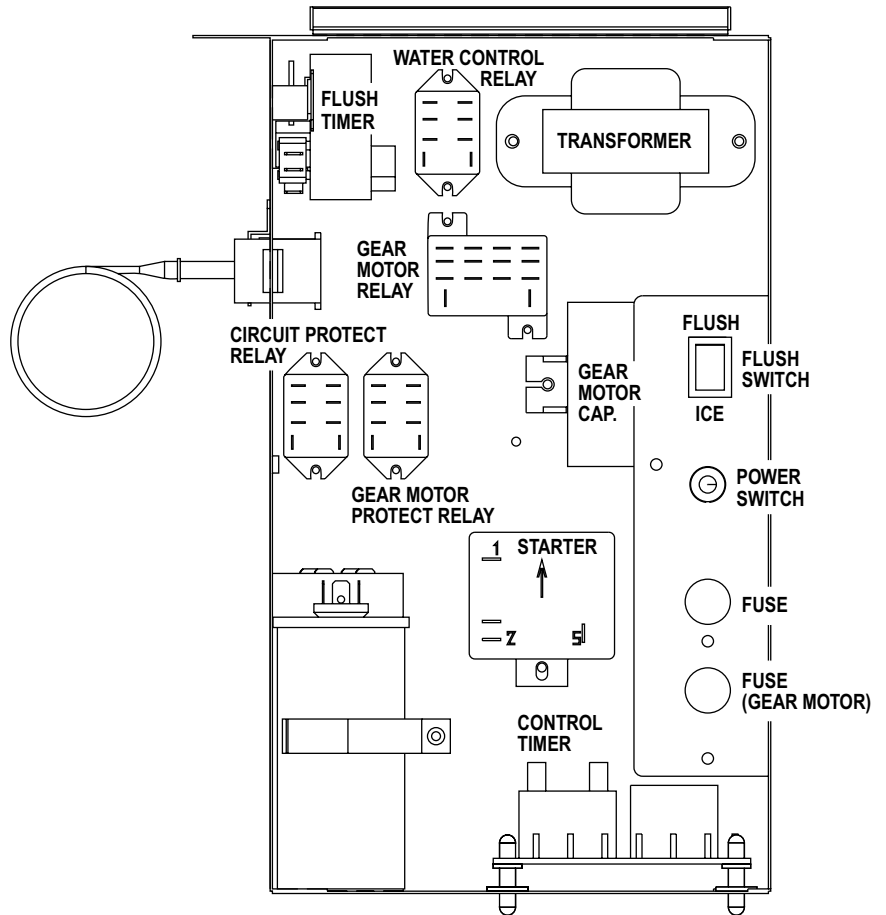 WATER CONTROL
RELAY
FLUSH
TIMER
TRANSFORMER
GEAR
MOTOR
RELAY
CIRCUIT PROTECT
RELAY
FLUSH
FLUSH
SWITCH
ICE
GEAR
MOTOR
CAP.
POWER
SWITCH
GEAR MOTOR
PROTECT RELAY
1 STARTER
2 5
FUSE
FUSE
(GEAR MOTOR)
CONTROL
TIMER